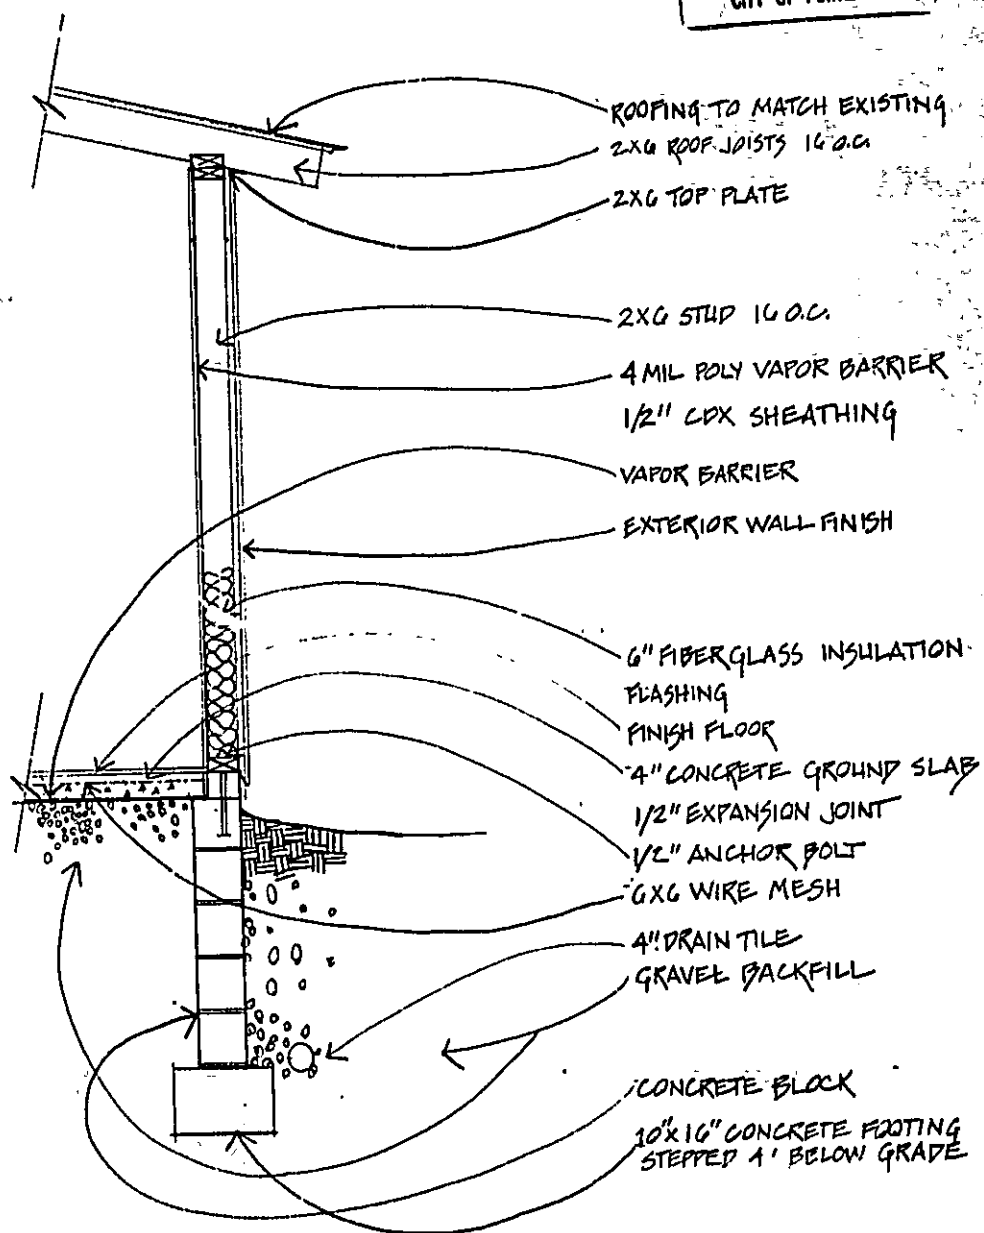 CITY OF
ROOFING TO MATCH EXISTING
2X6 ROOF JOISTS 16 O.C.
2X6 TOP PLATE
2X6 STUD 16 O.C.
4 MIL POLY VAPOR BARRIER
1/2" CDX SHEATHING
VAPOR BARRIER
EXTERIOR WALL FINISH
6" FIBERGLASS INSULATION
FLASHING
FINISH FLOOR
4" CONCRETE GROUND SLAB
1/2" EXPANSION JOINT
1/2" ANCHOR BOLT
6X6 WIRE MESH
4" DRAIN TILE
GRAVEL BACKFILL
CONCRETE BLOCK
10"X16" CONCRETE FOOTING
STEPPED 4' BELOW GRADE